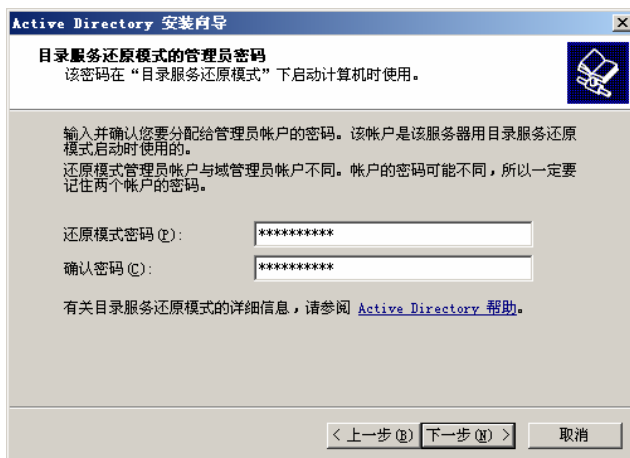 Active Directory 安装向导
目录服务还原模式的管理员密码
该密码在“目录服务还原模式”下启动计算机时使用。
输入并确认您要分配给管理员帐户的密码。该帐户是该服务器用目录服务还原
模式启动时使用的。
还原模式管理员帐户与域管理员帐户不同。帐户的密码可能不同，所以一定要
记住两个帐户的密码。
还原模式密码(P)： **********
确认密码(C)： **********
有关目录服务还原模式的详细信息，请参阅 Active Directory 帮助。
< 上一步(B) 下一步(N) > 取消